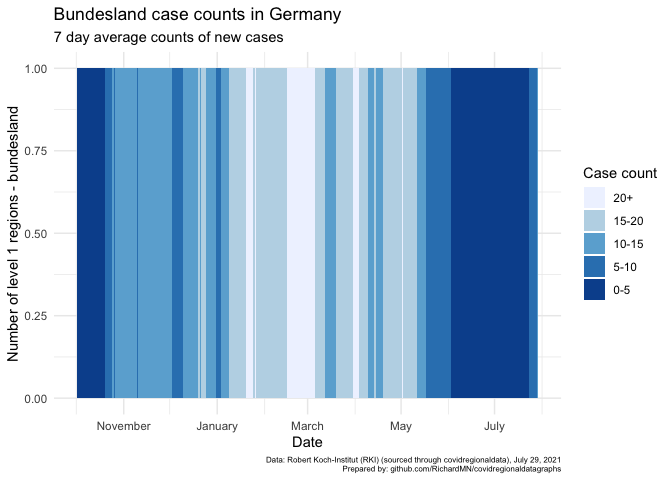 Bundesland case counts in Germany
7 day average counts of new cases
Number of level 1 regions - bundesland
1.00
0.75
0.50
0.25
0.00
November
January
March
May
July
Date
Case count
20+
15-20
10-15
5-10
0-5
Data: Robert Koch-Institut (RKI) (sourced through covidregionaldata), July 29, 2021
Prepared by: github.com/RichardMN/covidregionaldatagraphs